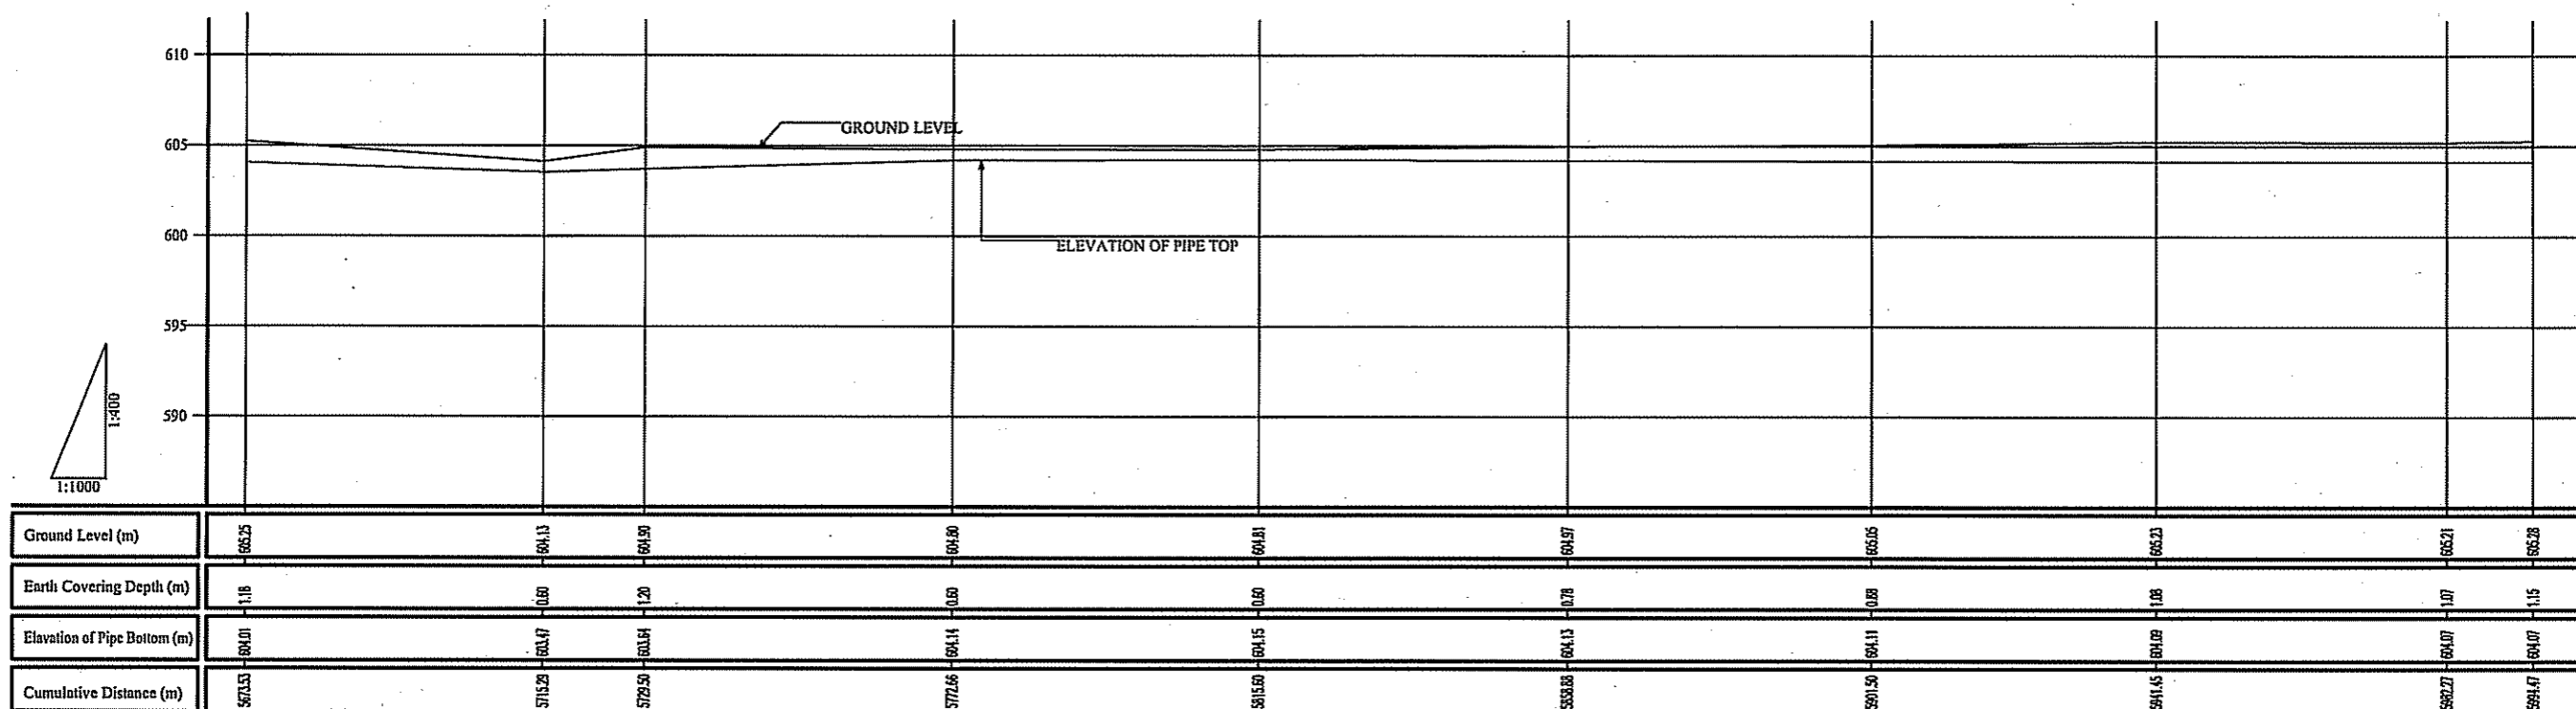 610
GROUND LEVEL
605
600
ELEVATION OF PIPE TOP
595
1:400
590
1:1000
Ground Level (m) 605.25 604.13 604.90 604.80 604.81 604.97 605.05 605.23 605.21 605.28
Earth Covering Depth (m) 1.18 0.60 1.20 0.60 0.60 0.78 0.88 1.08 1.07 1.15
Elavation of Pipe Bottom (m) 604.01 603.47 603.64 604.14 604.15 604.13 604.11 604.09 604.07 604.07
Cumulative Distance (m) 5673.53 5715.29 5729.50 5772.66 5815.60 5858.88 5901.50 5941.45 5982.27 5994.47